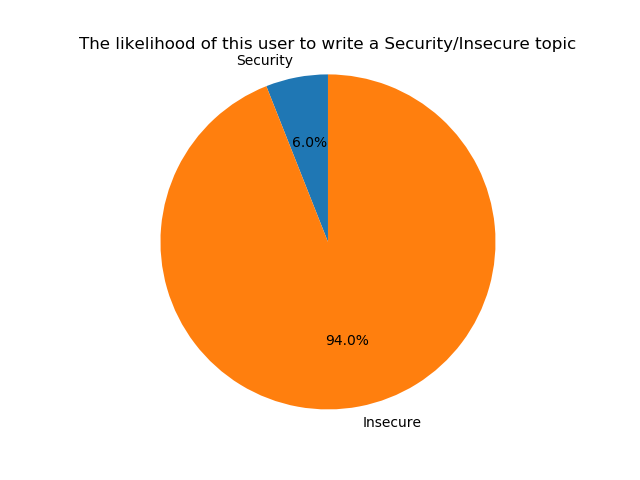 The likelihood of this user to write a Security/Insecure topic
Security
6.0%
94.0%
Insecure